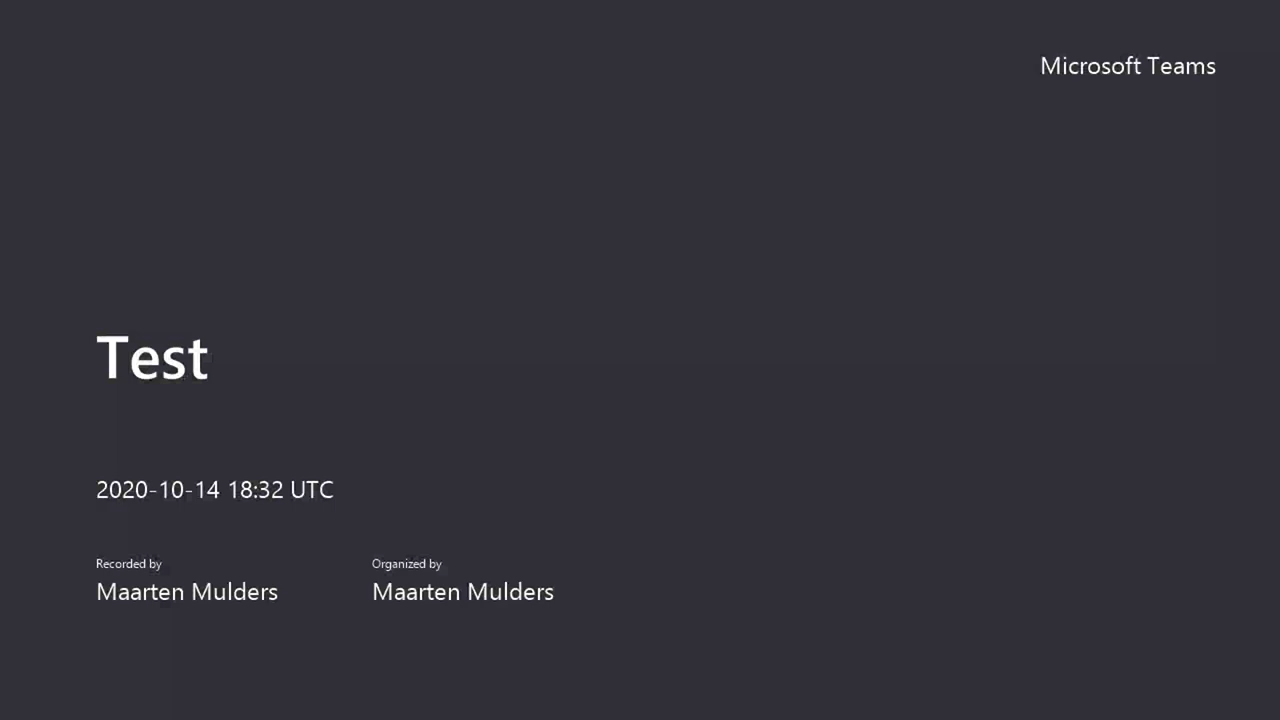 Microsoft Teams
Test
2020-10-14 18:32 UTC
Recorded by
Organized by
Maarten Mulders
Maarten Mulders